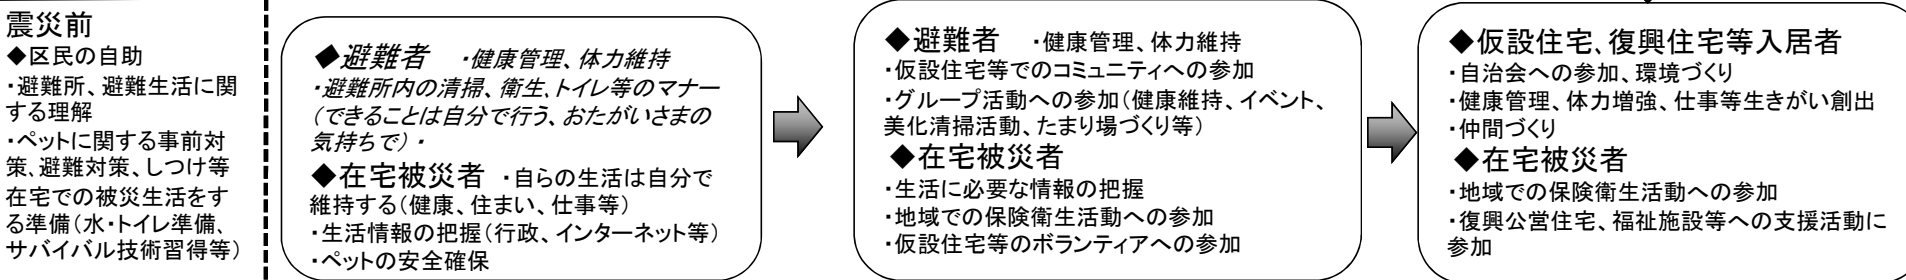 震災前
◆区民の自助
・避難所、避難生活に関
する理解
・ペットに関する事前対
策、避難対策、しつけ等
在宅での被災生活をす
る準備(水・トイレ準備、
サバイバル技術習得等)
◆避難者　・健康管理、体力維持
・避難所内の清掃、衛生、トイレ等のマナー
(できることは自分で行う、おたがいさまの
気持ちで)・
◆在宅被災者　・自らの生活は自分で
維持する(健康、住まい、仕事等)
・生活情報の把握(行政、インターネット等)
・ペットの安全確保
◆避難者　・健康管理、体力維持
・仮設住宅等でのコミュニティへの参加
・グループ活動への参加(健康維持、イベント、
美化清掃活動、たまり場づくり等)
◆在宅被災者
・生活に必要な情報の把握
・地域での保険衛生活動への参加
・仮設住宅等のボランティアへの参加
◆仮設住宅、復興住宅等入居者
・自治会への参加、環境づくり
・健康管理、体力増強、仕事等生きがい創出
・仲間づくり
◆在宅被災者
・地域での保険衛生活動への参加
・復興公営住宅、福祉施設等への支援活動に
参加